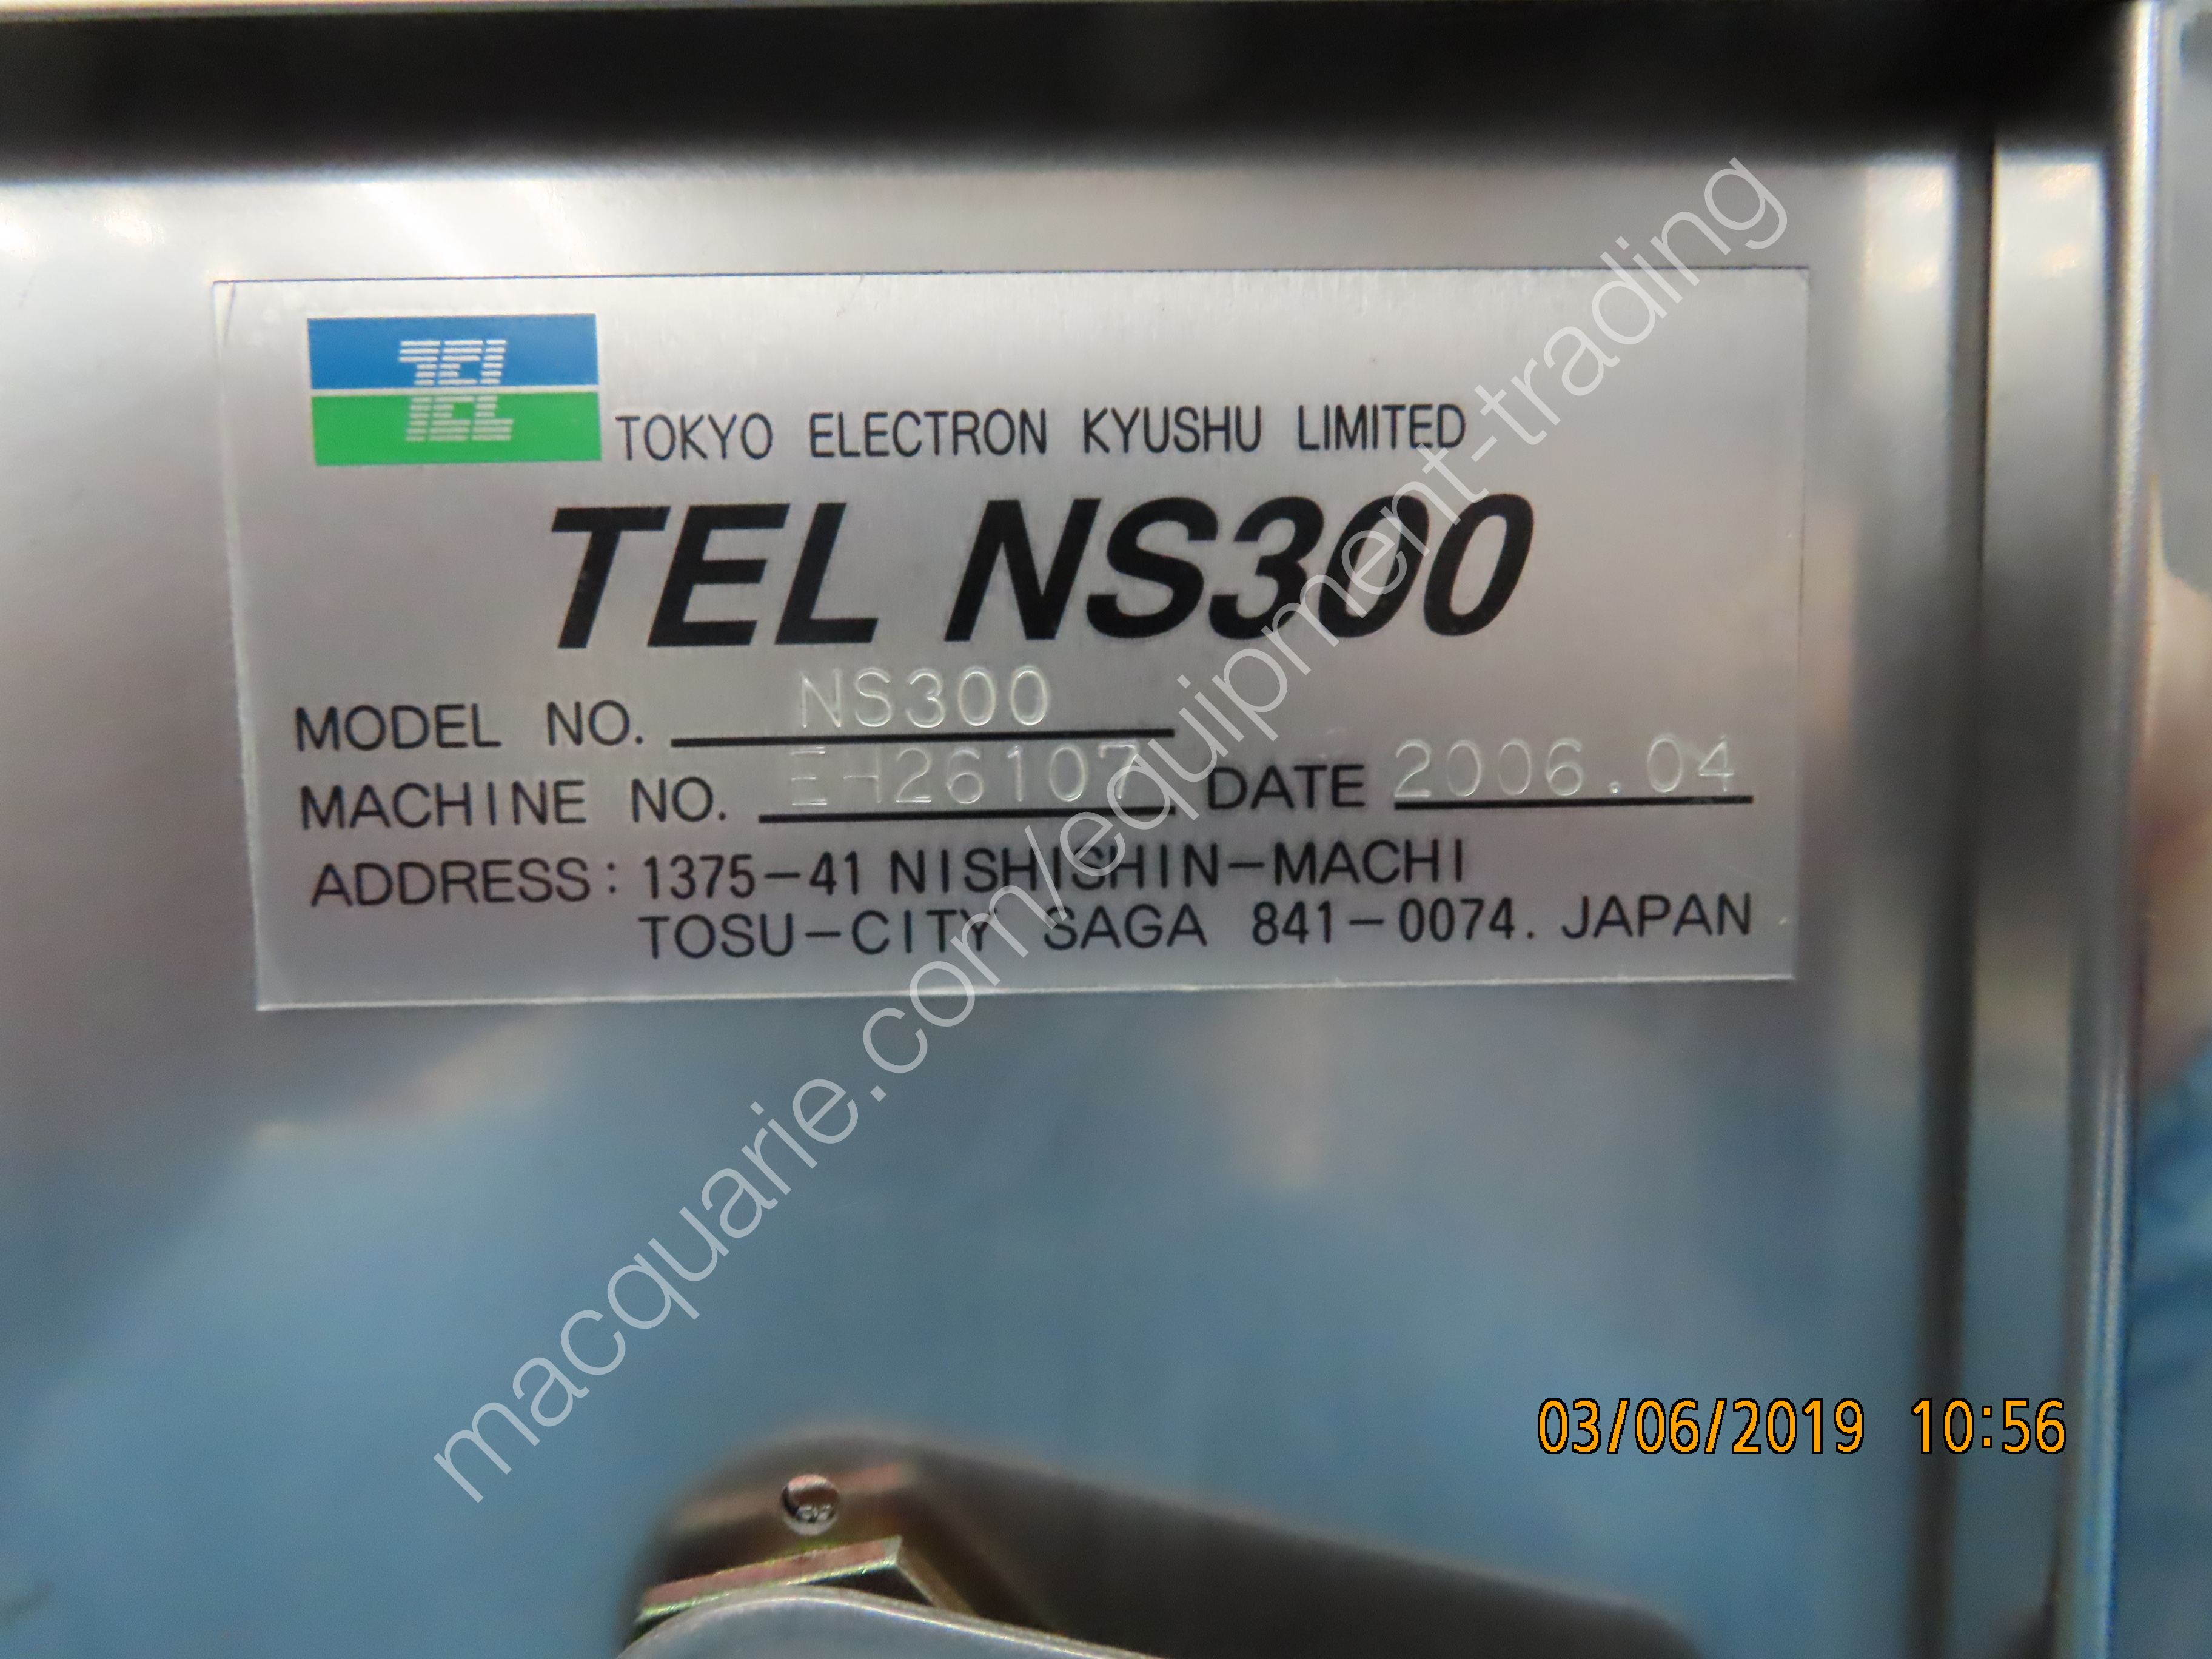 TEL
TOKYO ELECTRON KYUSHU LIMITED
TEL NS300
MODEL NO. NS300
MACHINE NO. EH26107 DATE 2006.04
ADDRESS: 1375-41 NISHISHIN-MACHI
TOSU-CITY SAGA 841-0074. JAPAN
macquarie.com/equipment-trading
03/06/2019 10:56